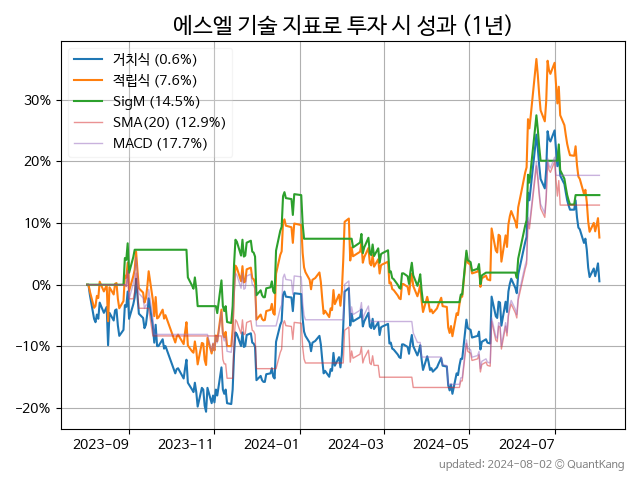 에스엘 기술 지표로 투자 시 성과 (1년)
거치식 (0.6%)
적립식 (7.6%)
SigM (14.5%)
SMA(20) (12.9%)
MACD (17.7%)
30%
20%
10%
0%
−10%
−20%
2023-09 2023-11 2024-01 2024-03 2024-05 2024-07
updated: 2024-08-02 © QuantKang